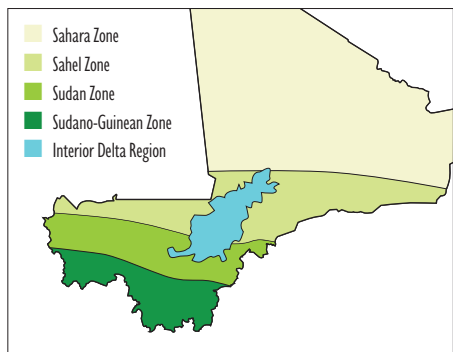 Sahara Zone
Sahel Zone
Sudan Zone
Sudano-Guinean Zone
Interior Delta Region